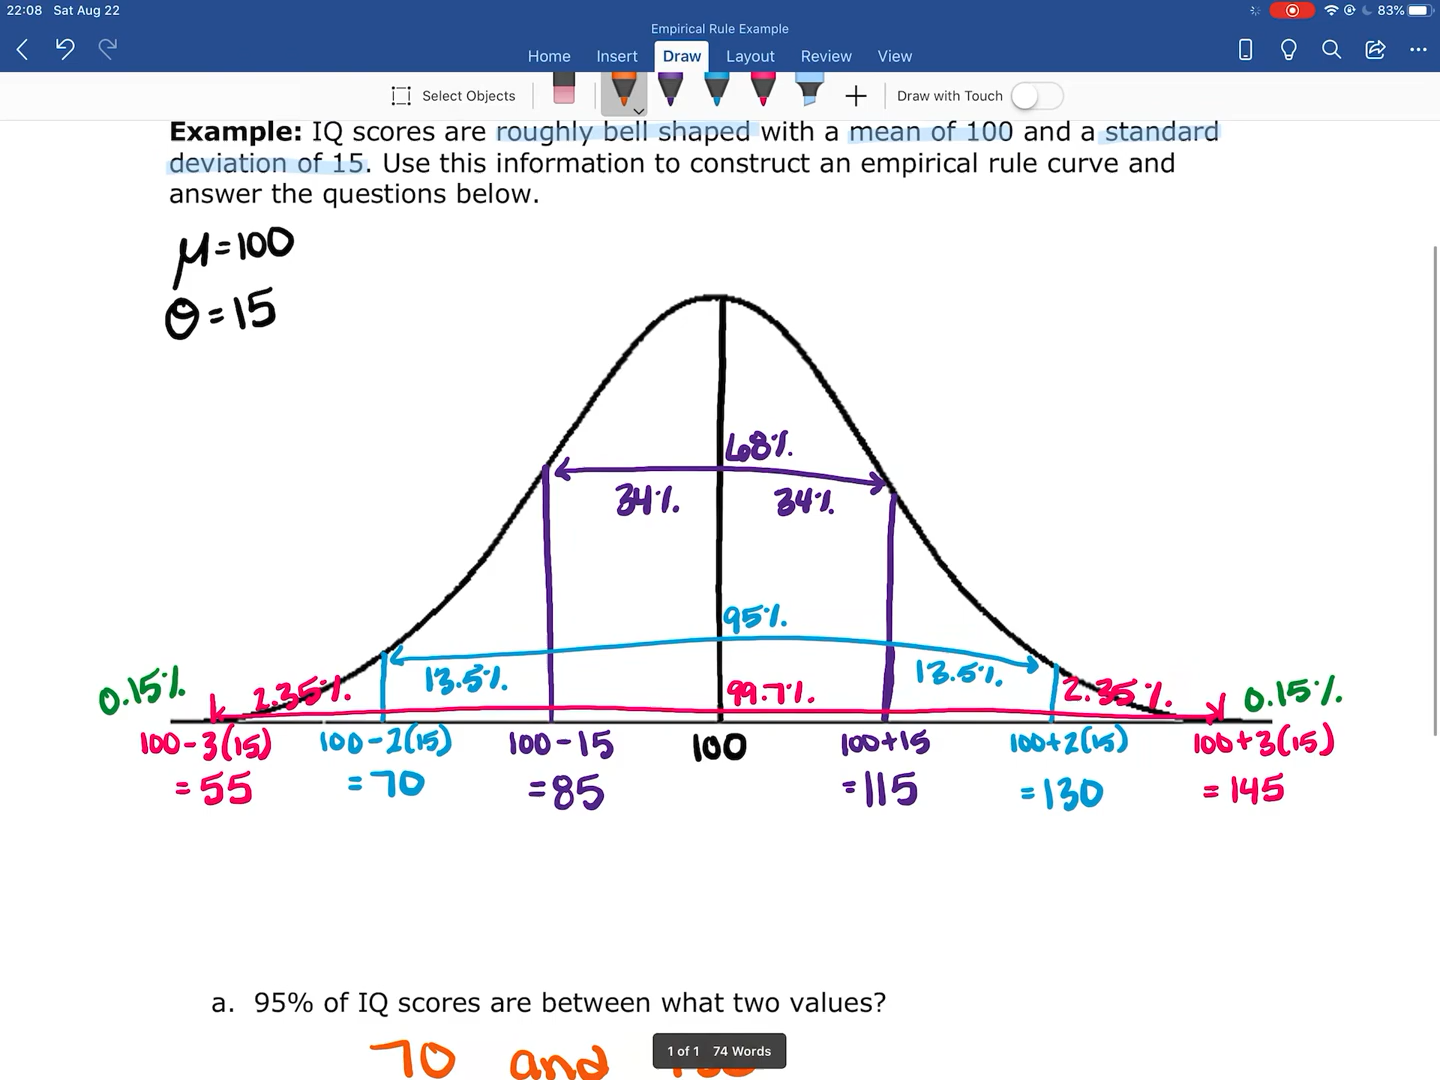 22:08 Sat Aug 22
83%
Empirical Rule Example
Home Insert Draw Layout Review View
Select Objects
Draw with Touch
Example: IQ scores are roughly bell shaped with a mean of 100 and a standard
deviation of 15. Use this information to construct an empirical rule curve and
answer the questions below.
μ=100
θ=15
68%
34% 34%
95%
13.5% 13.5%
0.15% 2.35% 99.7% 2.35% 0.15%
100-3(15) 100-2(15) 100-15 100 100+15 100+2(15) 100+3(15)
=55 =70 =85 =115 =130 =145
a. 95% of IQ scores are between what two values?
70 and
1 of 1 74 Words